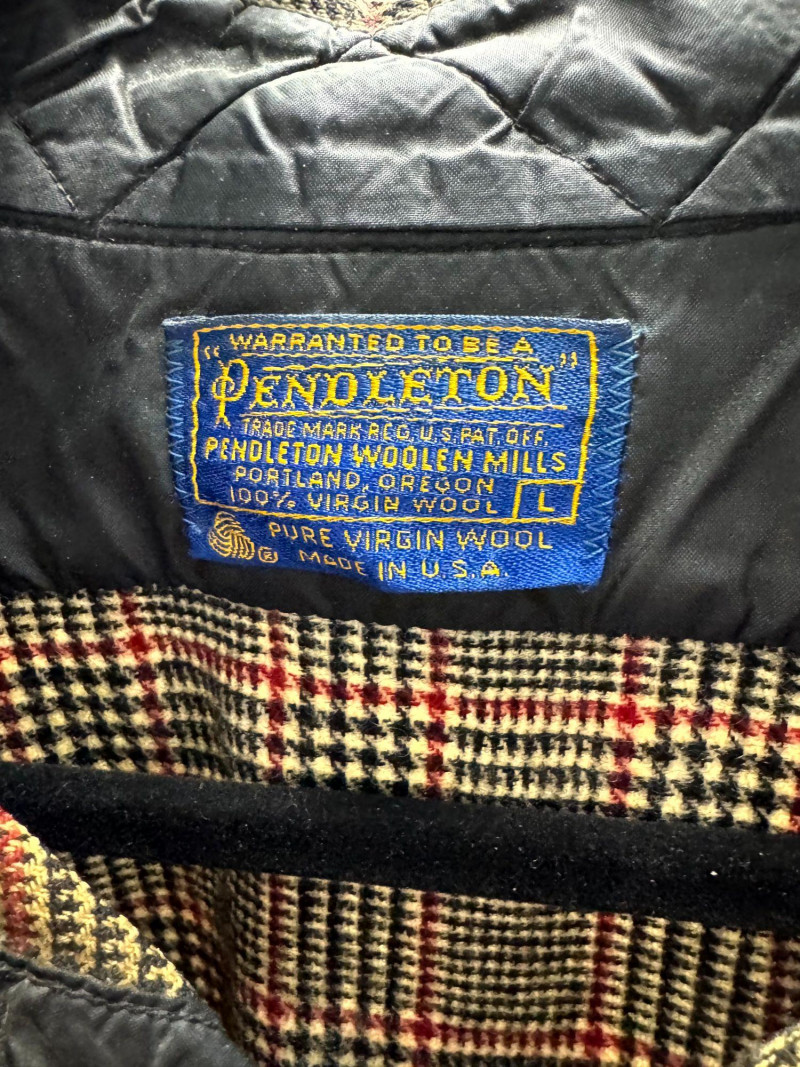 WARRANTED TO BE A
"PENDLETON"
TRADE MARK REG. U.S. PAT. OFF.
PENDLETON WOOLEN MILLS
PORTLAND, OREGON
100% VIRGIN WOOL L
® PURE VIRGIN WOOL
MADE IN U.S.A.